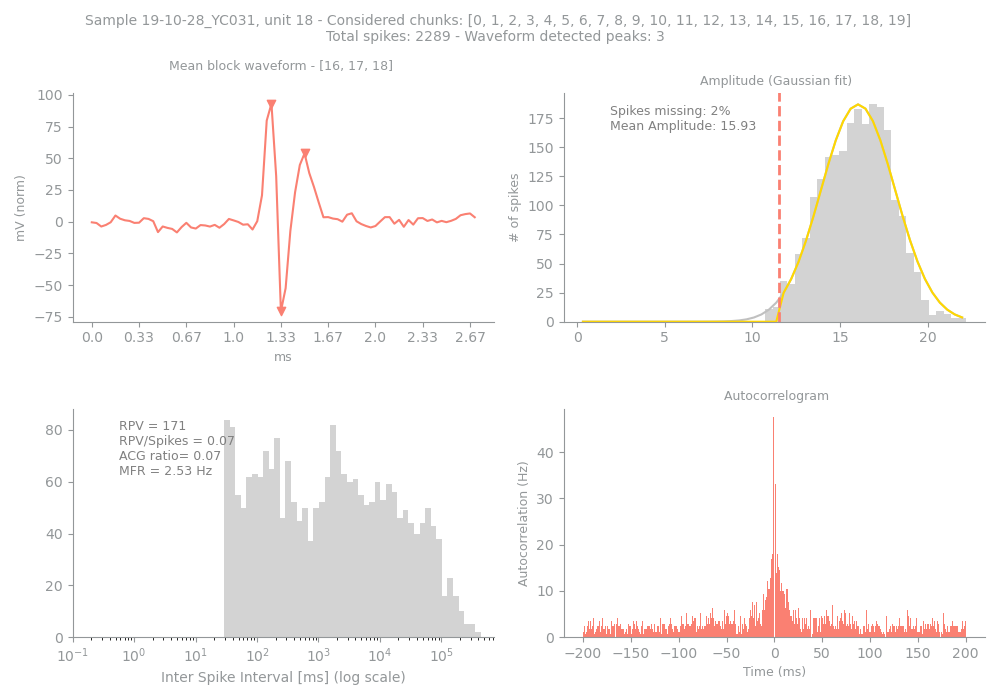 Sample 19-10-28_YC031, unit 18 - Considered chunks: [0, 1, 2, 3, 4, 5, 6, 7, 8, 9, 10, 11, 12, 13, 14, 15, 16, 17, 18, 19]
Total spikes: 2289 - Waveform detected peaks: 3
Mean block waveform - [16, 17, 18]
mV (norm)
100
75
50
25
0
−25
−50
−75
0.0 0.33 0.67 1.0 1.33 1.67 2.0 2.33 2.67
ms
Amplitude (Gaussian fit)
Spikes missing: 2%
Mean Amplitude: 15.93
# of spikes
175
150
125
100
75
50
25
0
0 5 10 15 20
RPV = 171
RPV/Spikes = 0.07
ACG ratio= 0.07
MFR = 2.53 Hz
80
60
40
20
0
10⁻¹ 10⁰ 10¹ 10² 10³ 10⁴ 10⁵
Inter Spike Interval [ms] (log scale)
Autocorrelogram
Autocorrelation (Hz)
40
30
20
10
0
−200 −150 −100 −50 0 50 100 150 200
Time (ms)